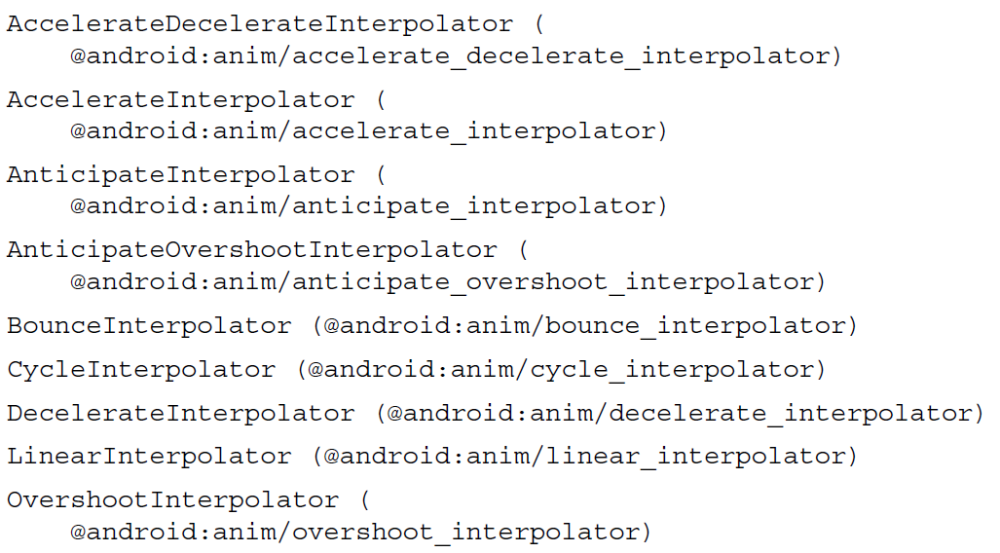 AccelerateDecelerateInterpolator (
@android:anim/accelerate_decelerate_interpolator)
AccelerateInterpolator (
@android:anim/accelerate_interpolator)
AnticipateInterpolator (
@android:anim/anticipate_interpolator)
AnticipateOvershootInterpolator (
@android:anim/anticipate_overshoot_interpolator)
BounceInterpolator (@android:anim/bounce_interpolator)
CycleInterpolator (@android:anim/cycle_interpolator)
DecelerateInterpolator (@android:anim/decelerate_interpolator)
LinearInterpolator (@android:anim/linear_interpolator)
OvershootInterpolator (
@android:anim/overshoot_interpolator)